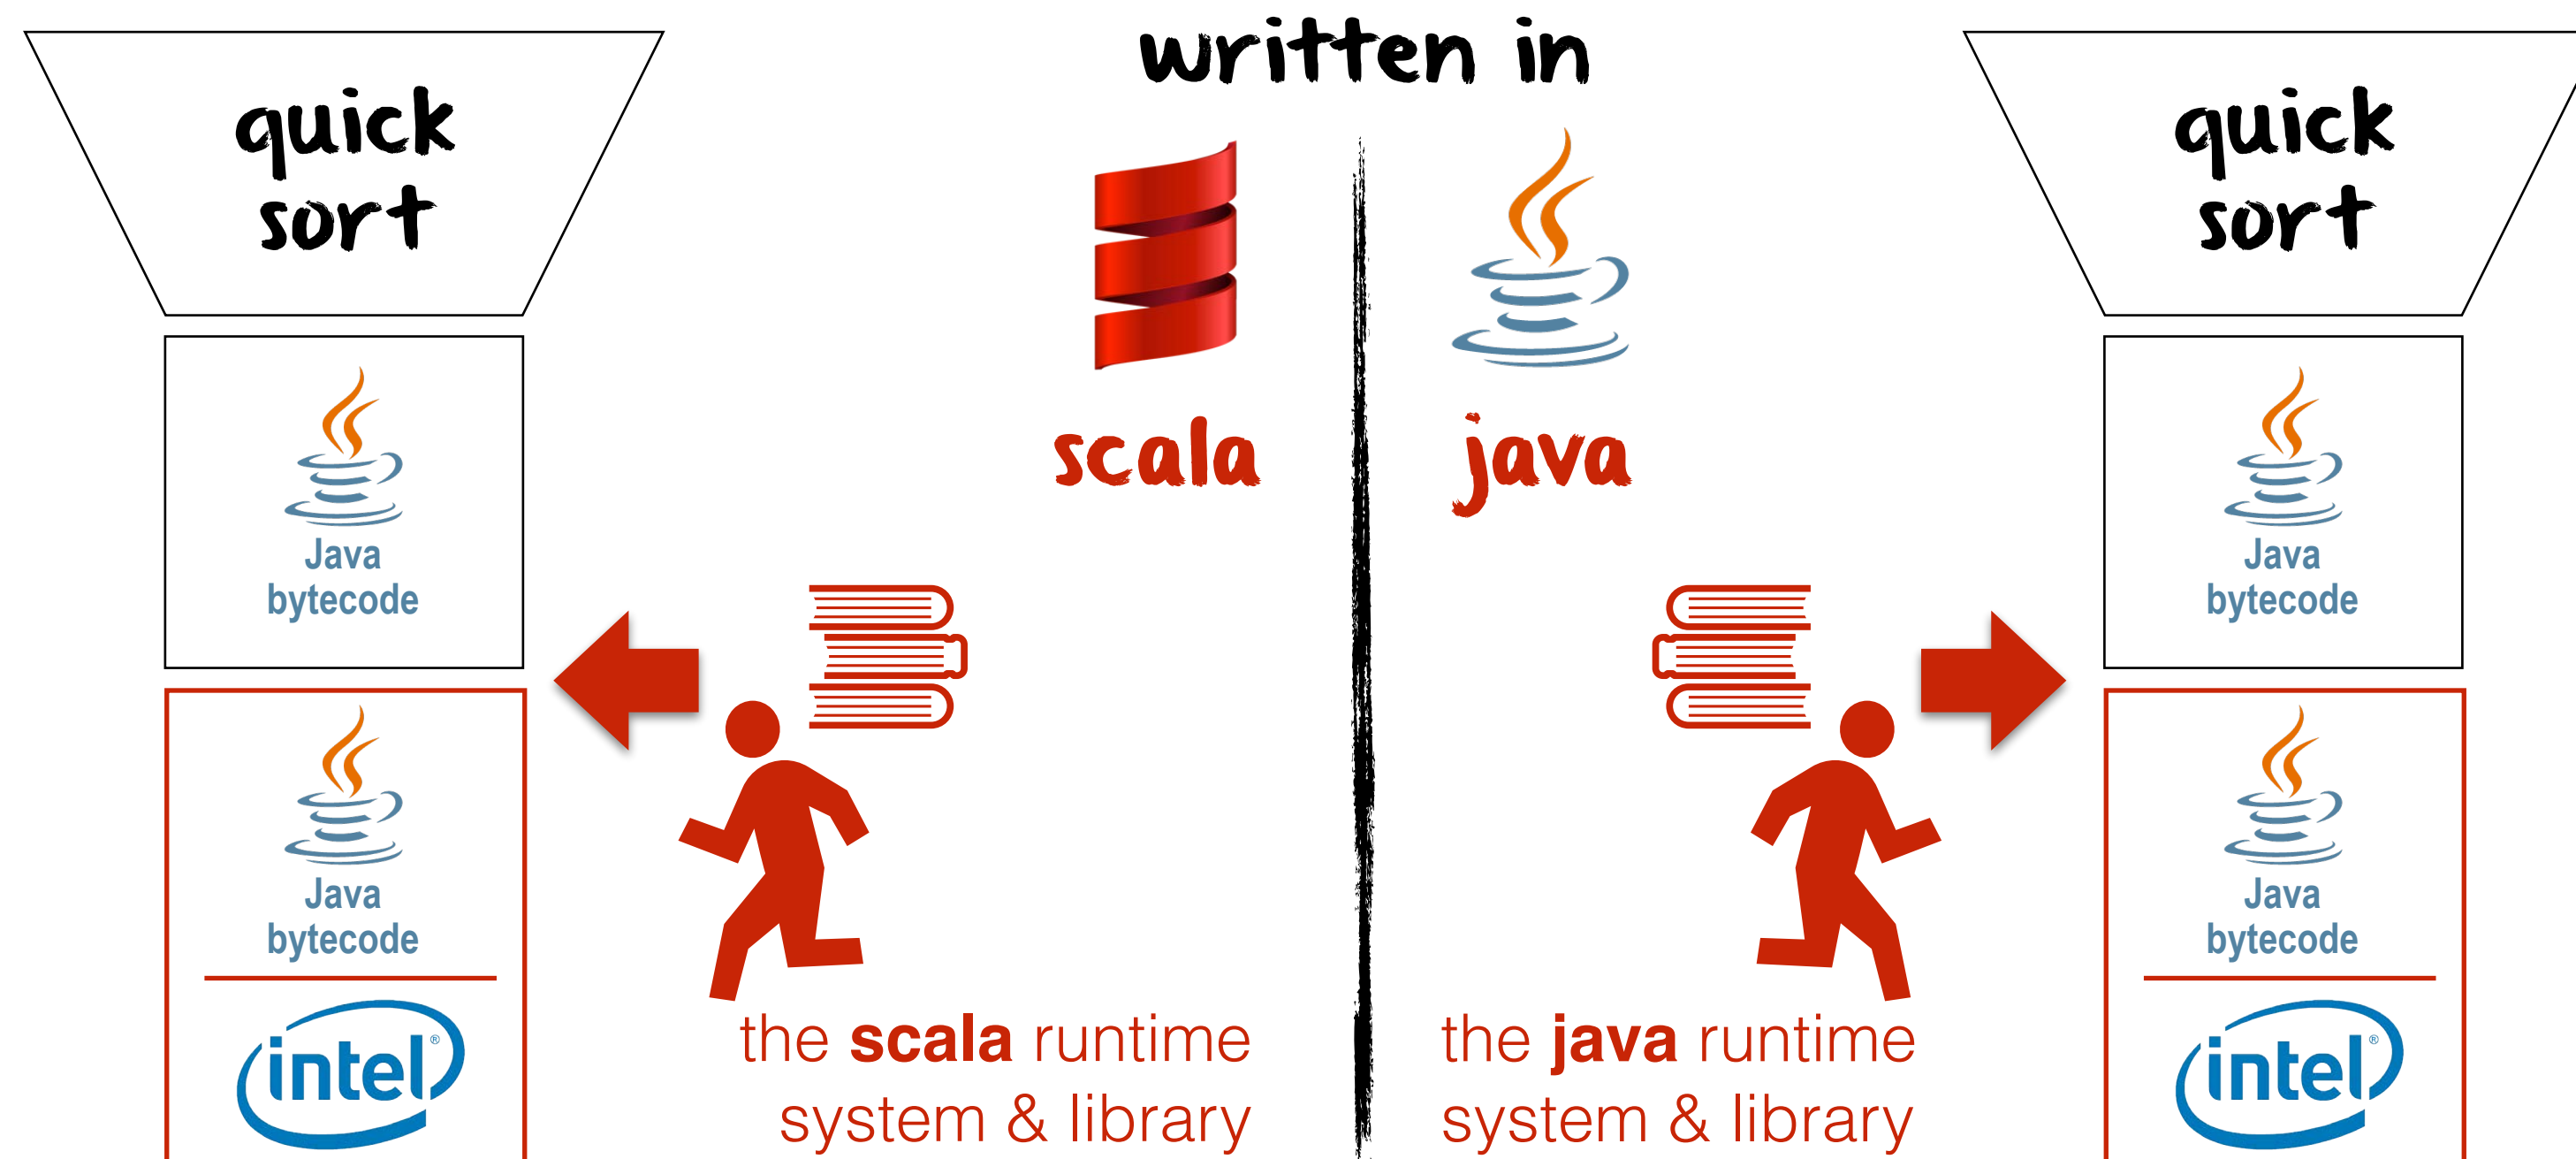 written in
quick
sort
Java
bytecode
Java
bytecode
intel®
scala
the scala runtime
system & library
java
the java runtime
system & library
quick
sort
Java
bytecode
Java
bytecode
intel®